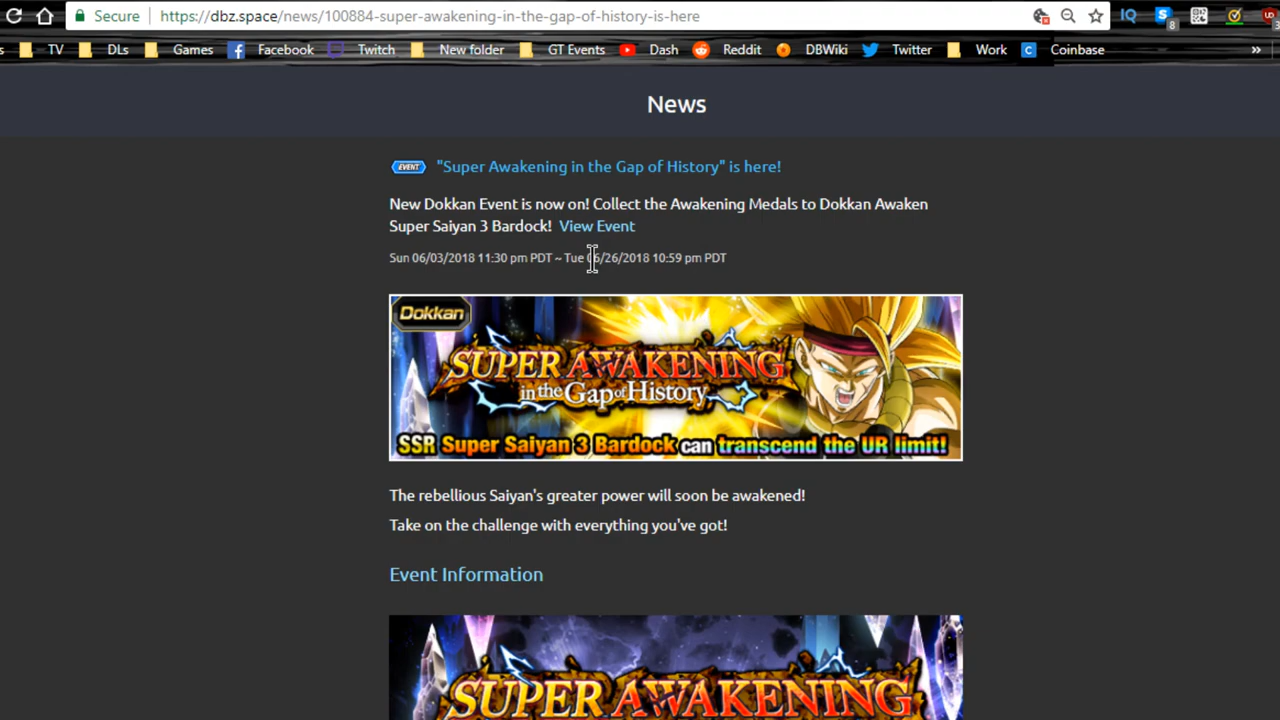 Secure https://dbz.space/news/100884-super-awakening-in-the-gap-of-history-is-here
IQ
8
s TV DLs Games Facebook Twitch New folder GT Events Dash Reddit DBWiki Twitter Work C Coinbase »
News
EVENT "Super Awakening in the Gap of History" is here!
New Dokkan Event is now on! Collect the Awakening Medals to Dokkan Awaken
Super Saiyan 3 Bardock! View Event
Sun 06/03/2018 11:30 pm PDT ~ Tue 06/26/2018 10:59 pm PDT
Dokkan
SUPER AWAKENING
in the Gap of History
SSR Super Saiyan 3 Bardock can transcend the UR limit!
The rebellious Saiyan's greater power will soon be awakened!
Take on the challenge with everything you've got!
Event Information
SUPER AWAKENING